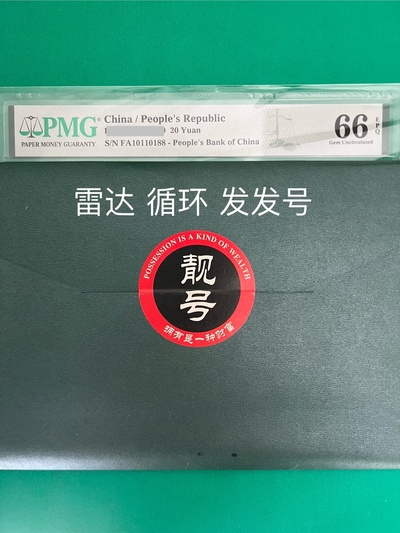 PMG®
PAPER MONEY GUARANTY
China / People's Republic
20 Yuan
S/N FA10110188 - People's Bank of China
66 EPQ
Gem Uncirculated
雷达 循环 发发号
POSSESSION IS A KIND OF WEALTH
靓号
拥有是一种财富